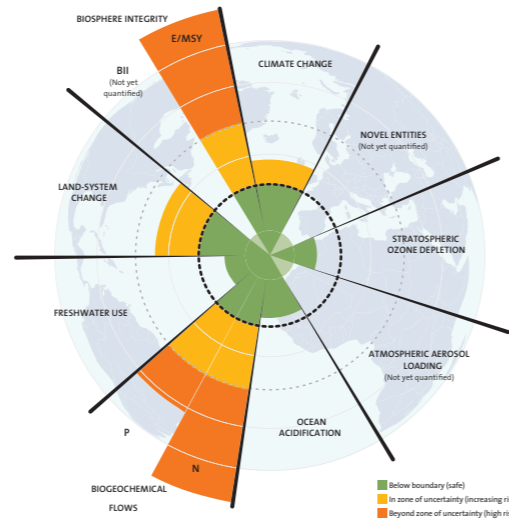 BIOSPHERE INTEGRITY
E/MSY
BII
(Not yet
quantified)
CLIMATE CHANGE
NOVEL ENTITIES
(Not yet quantified)
LAND-SYSTEM
CHANGE
STRATOSPHERIC
OZONE DEPLETION
FRESHWATER USE
ATMOSPHERIC AEROSOL
LOADING
(Not yet quantified)
OCEAN
ACIDIFICATION
P
N
BIOGEOCHEMICAL
FLOWS
Below boundary (safe)
In zone of uncertainty (increasing ri
Beyond zone of uncertainty (high ris